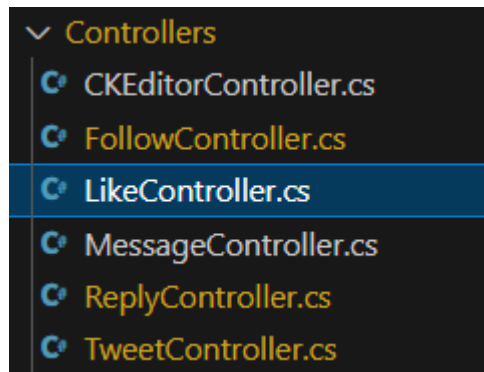 Controllers
C# CKEditorController.cs
C# FollowController.cs
C# LikeController.cs
C# MessageController.cs
C# ReplyController.cs
C# TweetController.cs